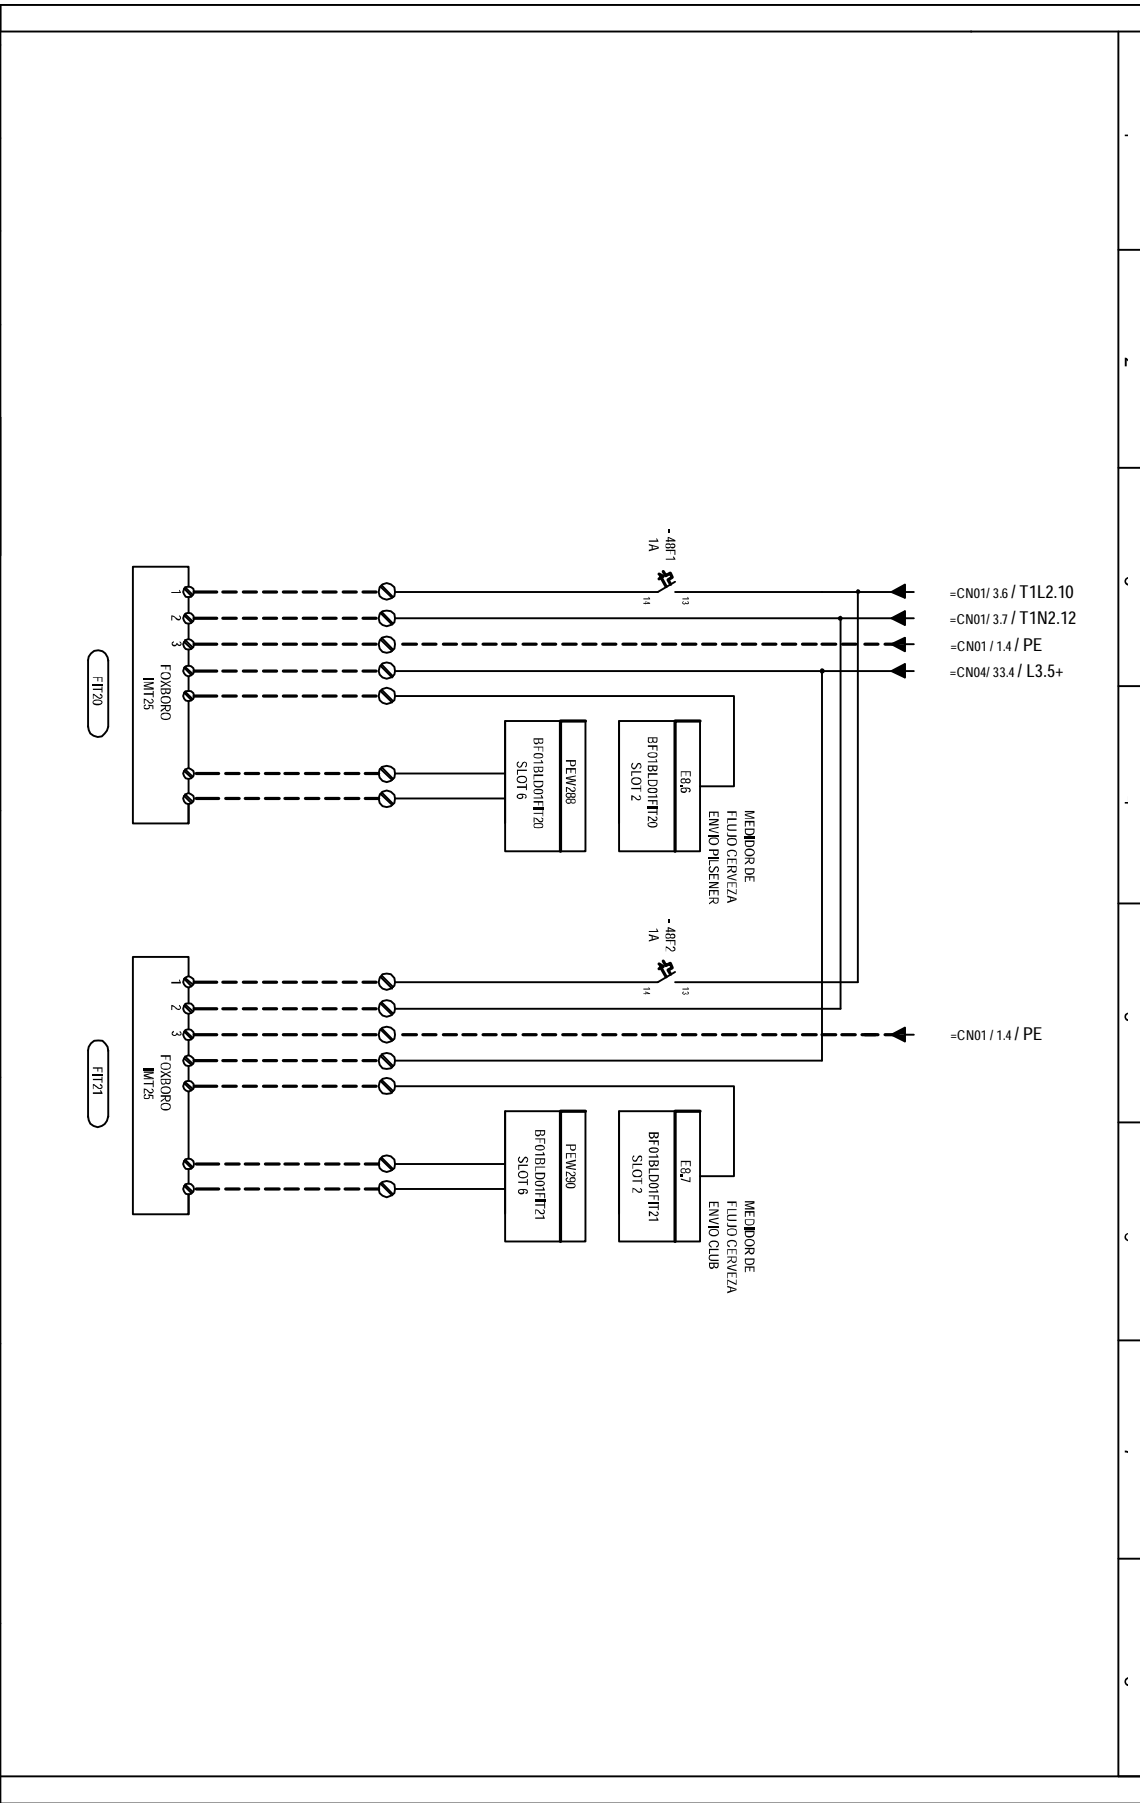 =CN01/ 3.6 / T1L2.10
=CN01/ 3.7 / T1N2.12
=CN01 / 1.4 / PE
=CN04/ 33.4 / L3.5+
=CN01 / 1.4 / PE
- 48F1
1A
13
14
MEDIDOR DE
FLUJO CERVEZA
ENVIO PILSENER
E8.6
BF01BLD01FIT20
SLOT 2
PEW288
BF01BLD01FIT20
SLOT 6
1
2
3
FOXBORO
IMT25
FIT20
- 48F2
1A
13
14
MEDIDOR DE
FLUJO CERVEZA
ENVIO CLUB
E8.7
BF01BLD01FIT21
SLOT 2
PEW290
BF01BLD01FIT21
SLOT 6
1
2
3
FOXBORO
IMT25
FIT21